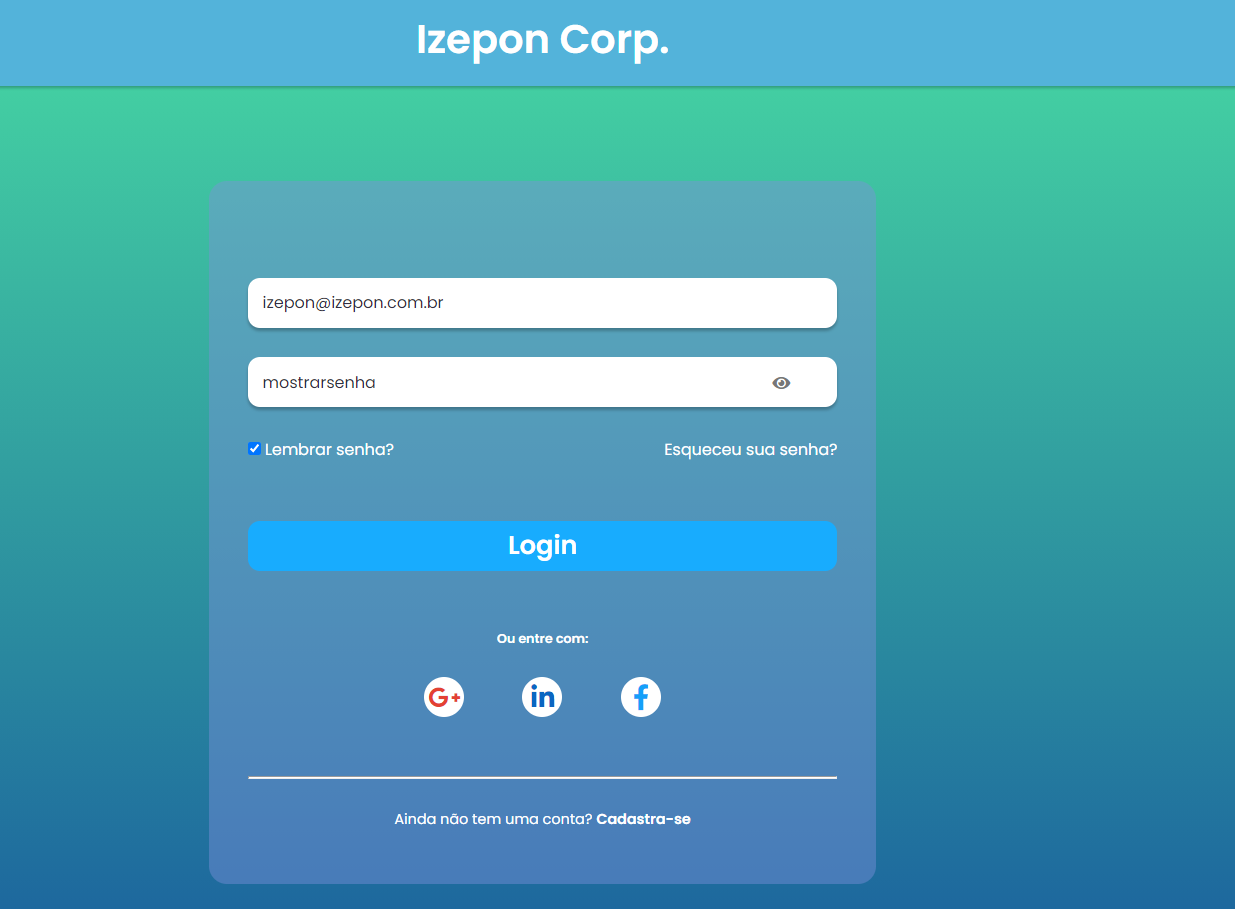 Izepon Corp.
izepon@izepon.com.br
mostrarsenha
Lembrar senha? Esqueceu sua senha?
Login
Ou entre com:
G+ in f
Ainda não tem uma conta? Cadastra-se